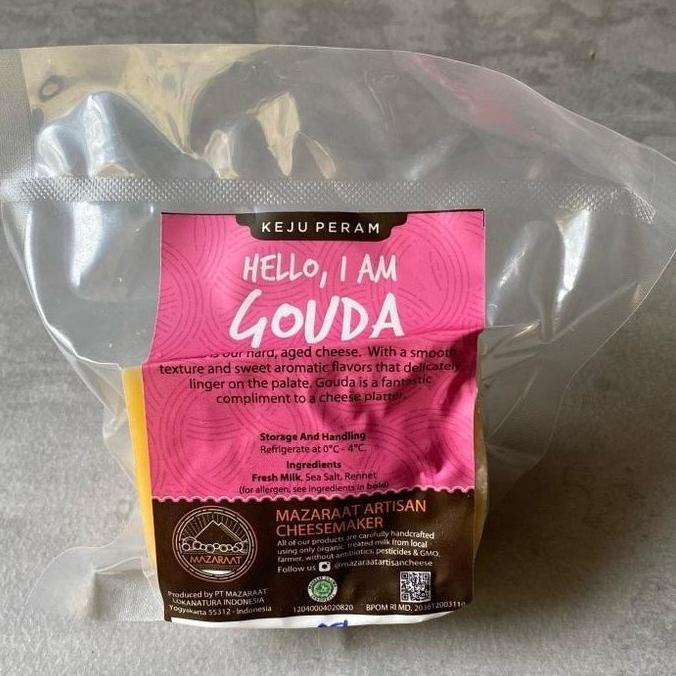 KEJU PERAM
HELLO, I AM
GOUDA
is our hard, aged cheese. With a smooth
texture and sweet aromatic flavors that delicately
linger on the palate. Gouda is a fantastic
compliment to a cheese platter
Storage And Handling
Refrigerate at 0°C - 4°C.
Ingredients
Fresh Milk, Sea Salt, Rennet
(for allergen, see ingredients in bold)
MAZARAAT ARTISAN
CHEESEMAKER
All of our products are carefully handcrafted
using only organic treated milk from local
farmer, without antibiotics, pesticides & GMO.
Follow us @mazaraatartisancheese
MAZARAAT
Produced by PT MAZARAAT
LOKANATURA INDONESIA
Yogyakarta 55312 - Indonesia
12040004020820
BPOM RI MD.